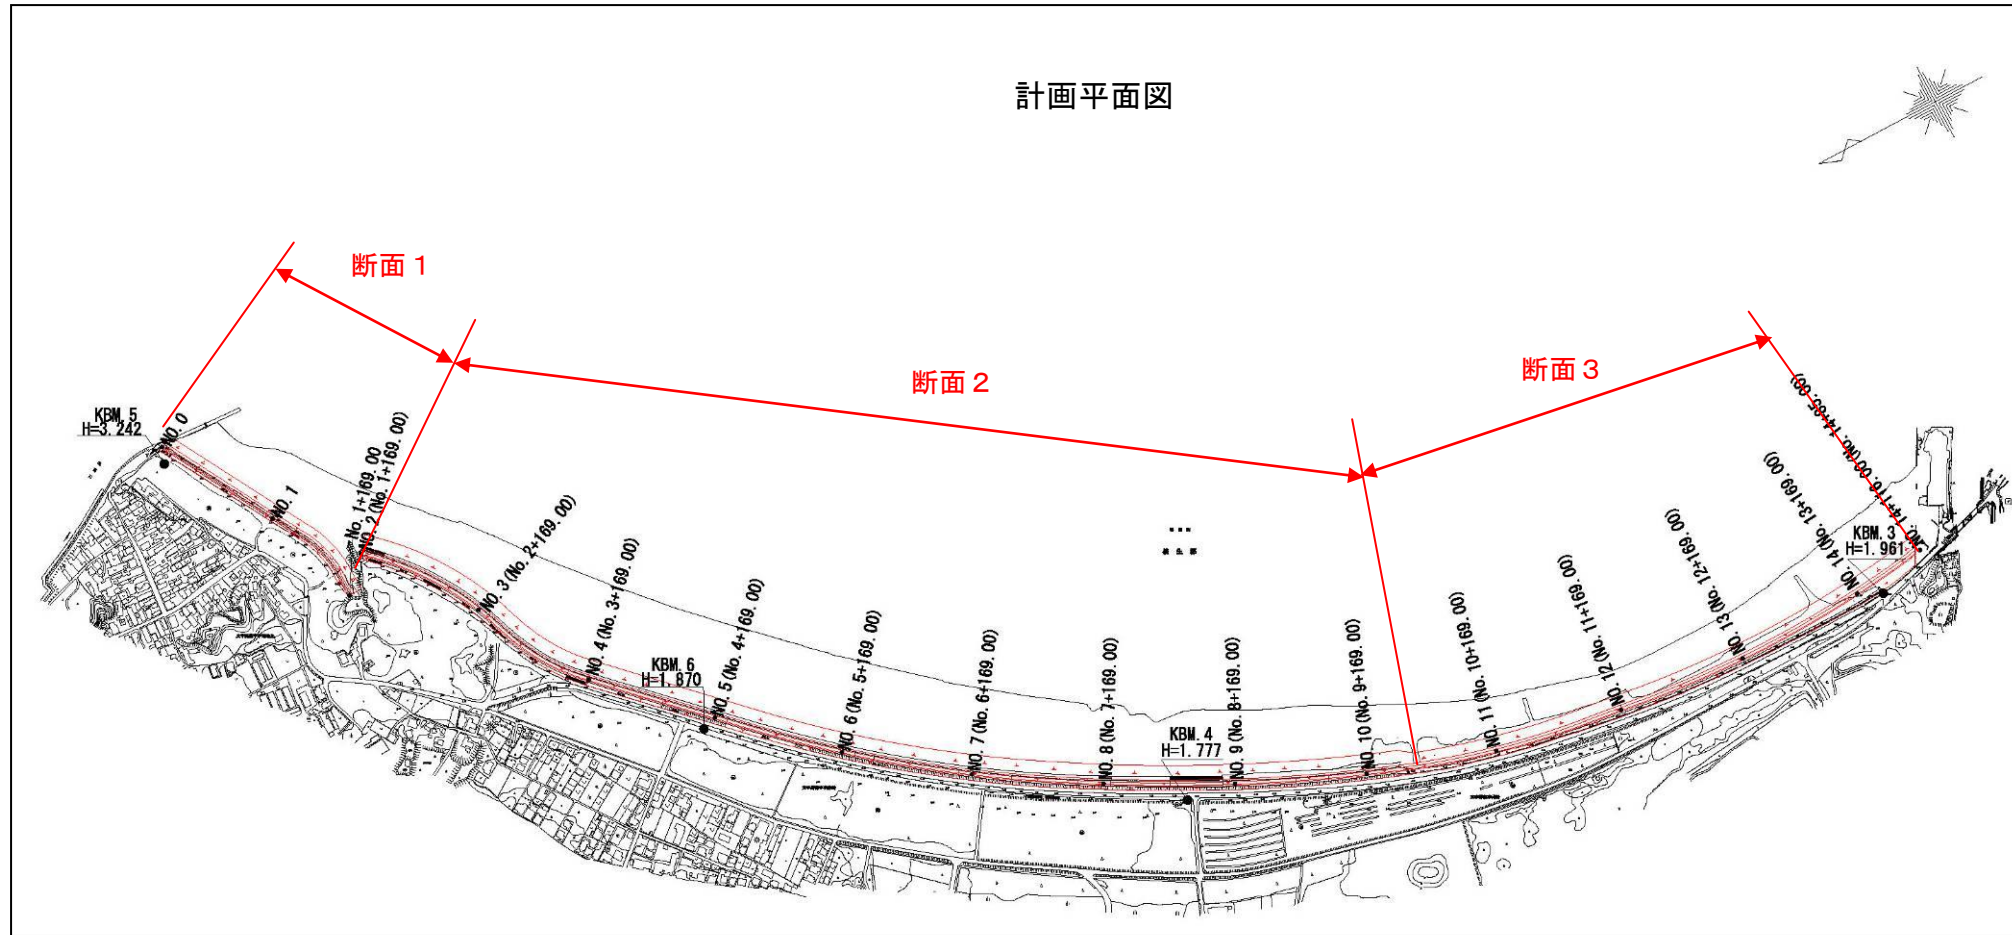 計画平面図
断面１
断面２
断面３
KBM. 5
H=3. 242
NO. 0
NO. 1
No. 1+169. 00
NO. 2 (No. 1+169. 00)
NO. 3 (No. 2+169. 00)
NO. 4 (No. 3+169. 00)
KBM. 6
H=1. 870
NO. 5 (No. 4+169. 00)
NO. 6 (No. 5+169. 00)
NO. 7 (No. 6+169. 00)
NO. 8 (No. 7+169. 00)
KBM. 4
H=1. 777
NO. 9 (No. 8+169. 00)
NO. 10 (No. 9+169. 00)
NO. 11 (No. 10+169. 00)
NO. 12 (No. 11+169. 00)
NO. 13 (No. 12+169. 00)
NO. 14 (No. 13+169. 00)
KBM. 3
H=1. 961